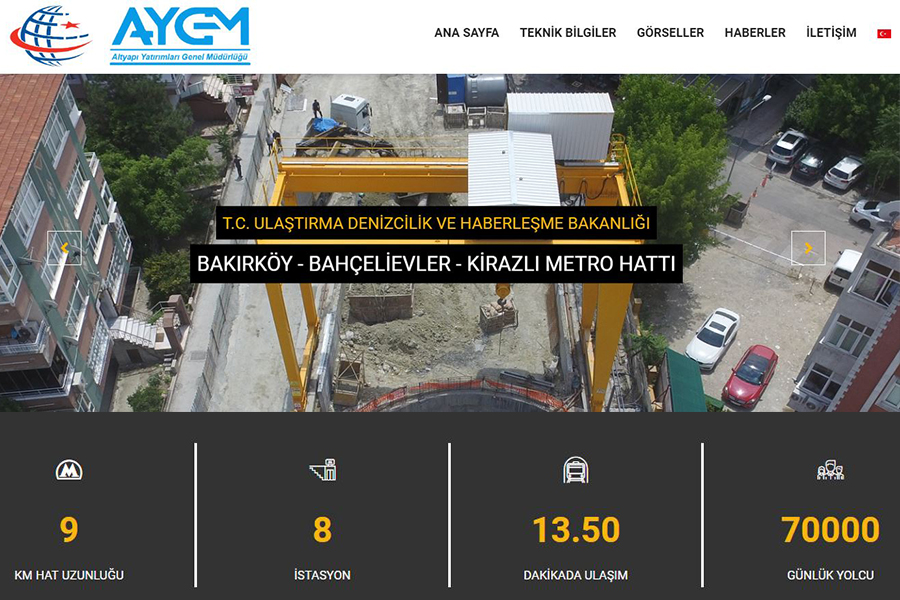 AYGM
Altyapı Yatırımları Genel Müdürlüğü
ANA SAYFA TEKNİK BİLGİLER GÖRSELLER HABERLER İLETİŞİM
T.C. ULAŞTIRMA DENİZCİLİK VE HABERLEŞME BAKANLIĞI
BAKIRKÖY - BAHÇELİEVLER - KİRAZLI METRO HATTI
9 8 13.50 70000
KM HAT UZUNLUĞU İSTASYON DAKİKADA ULAŞIM GÜNLÜK YOLCU